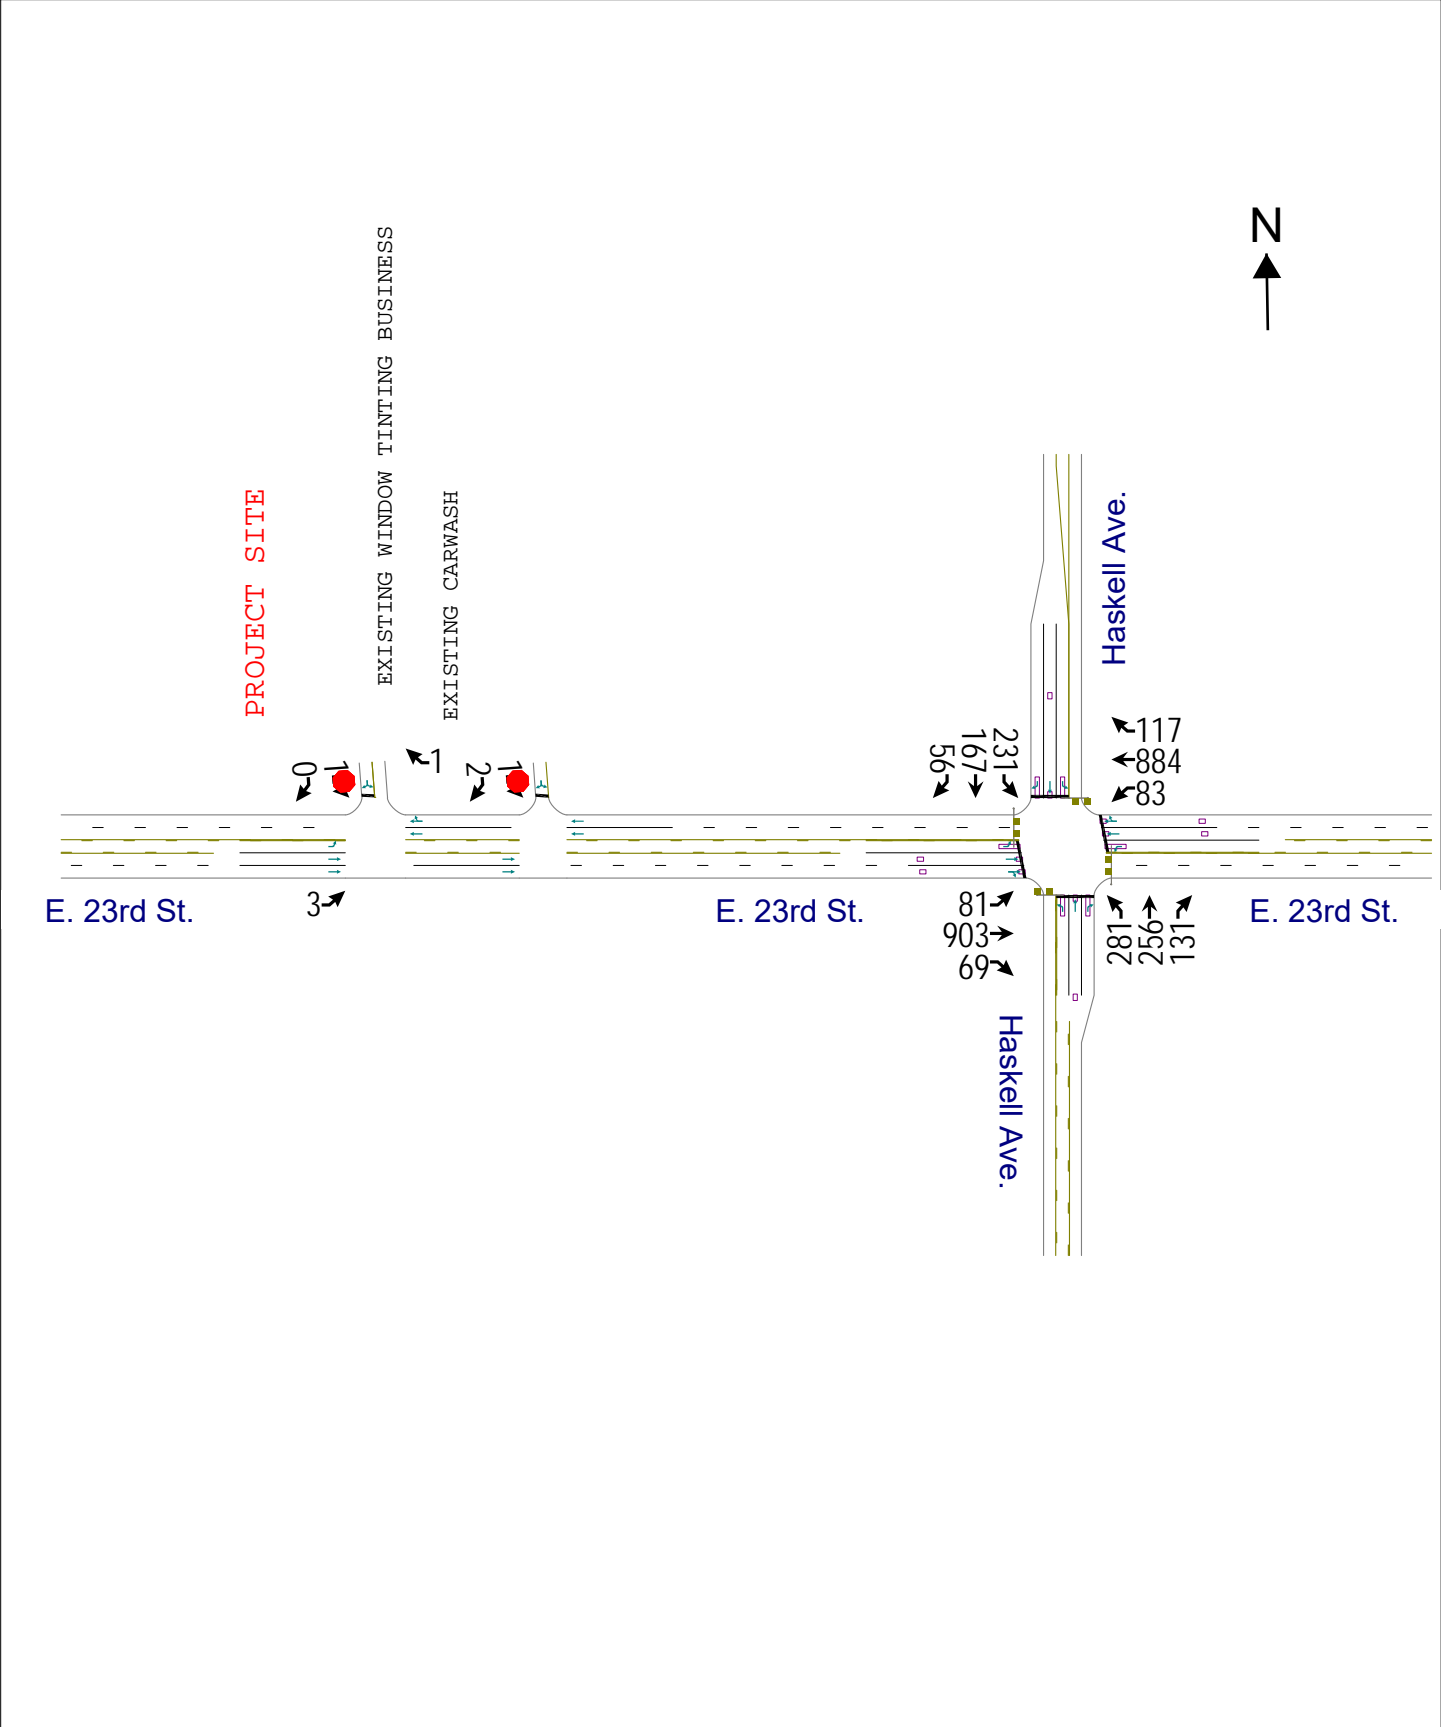 N
EXISTING WINDOW TINTING BUSINESS
PROJECT SITE
EXISTING CARWASH
Haskell Ave.
0
1
1
2
1
56
167
231
117
884
83
3
E. 23rd St.
E. 23rd St.
81
903
69
281
256
131
E. 23rd St.
Haskell Ave.